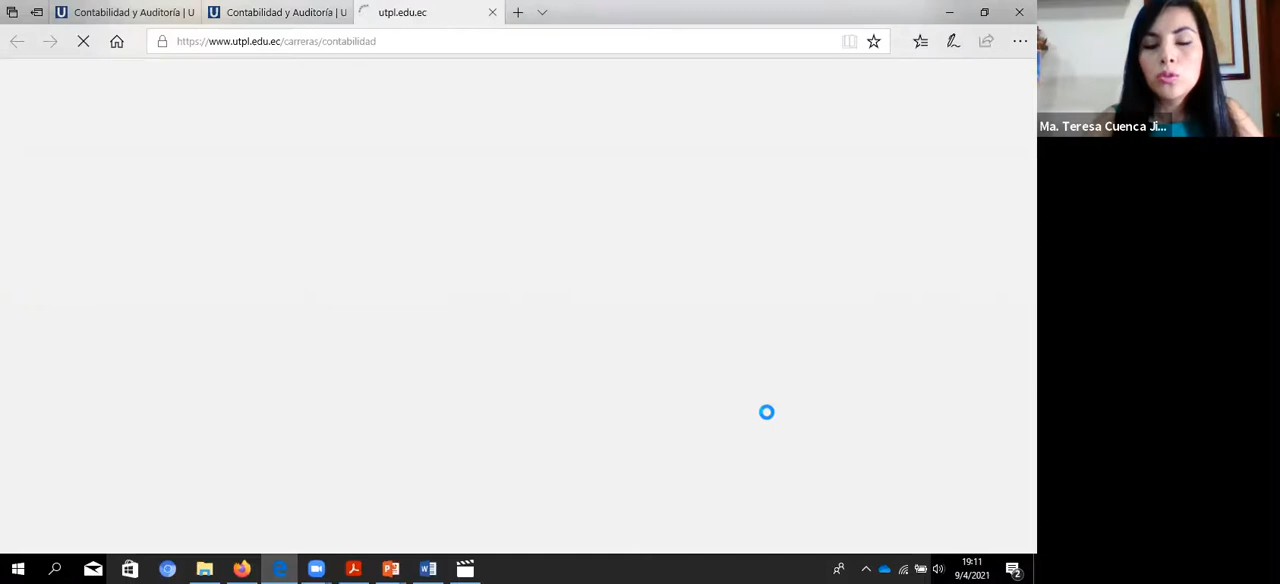 Contabilidad y Auditoría | U
Contabilidad y Auditoría | U
utpl.edu.ec
https://www.utpl.edu.ec/carreras/contabilidad
Ma. Teresa Cuenca Ji...
19:11
9/4/2021
2